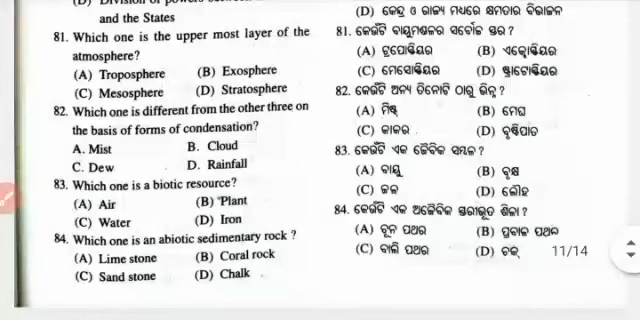 and the States
81. Which one is the upper most layer of the
atmosphere?
(A) Troposphere (B) Exosphere
(C) Mesosphere (D) Stratosphere
82. Which one is different from the other three on
the basis of forms of condensation?
A. Mist B. Cloud
C. Dew D. Rainfall
83. Which one is a biotic resource?
(A) Air (B) Plant
(C) Water (D) Iron
84. Which one is an abiotic sedimentary rock ?
(A) Lime stone (B) Coral rock
(C) Sand stone (D) Chalk
(D) କେନ୍ଦ୍ର ଓ ରାଜ୍ୟ ମଧ୍ୟରେ କ୍ଷମତାର ବିଭାଜନ
81. କେଉଁଟି ବାୟୁମଣ୍ଡଳର ସର୍ବୋଚ୍ଚ ସ୍ତର ?
(A) ଟ୍ରପୋସ୍ଫିୟର (B) ଏକ୍ସୋସ୍ଫିୟର
(C) ମେସୋସ୍ଫିୟର (D) ଷ୍ଟ୍ରାଟୋସ୍ଫିୟର
82. କେଉଁଟି ଅନ୍ୟ ତିନୋଟି ଠାରୁ ଭିନ୍ନ ?
(A) ମିଷ୍ଟ (B) ମେଘ
(C) କାକର (D) ବୃଷ୍ଟିପାତ
83. କେଉଁଟି ଏକ ଜୈବିକ ସମ୍ବଳ ?
(A) ବାୟୁ (B) ବୃକ୍ଷ
(C) ଜଳ (D) ଲୌହ
84. କେଉଁଟି ଏକ ଅଜୈବିକ ସ୍ତରୀଭୂତ ଶିଳା ?
(A) ଚୂନ ପଥର (B) ପ୍ରବାଳ ପଥର
(C) ବାଲି ପଥର (D) ଚକ୍
11/14